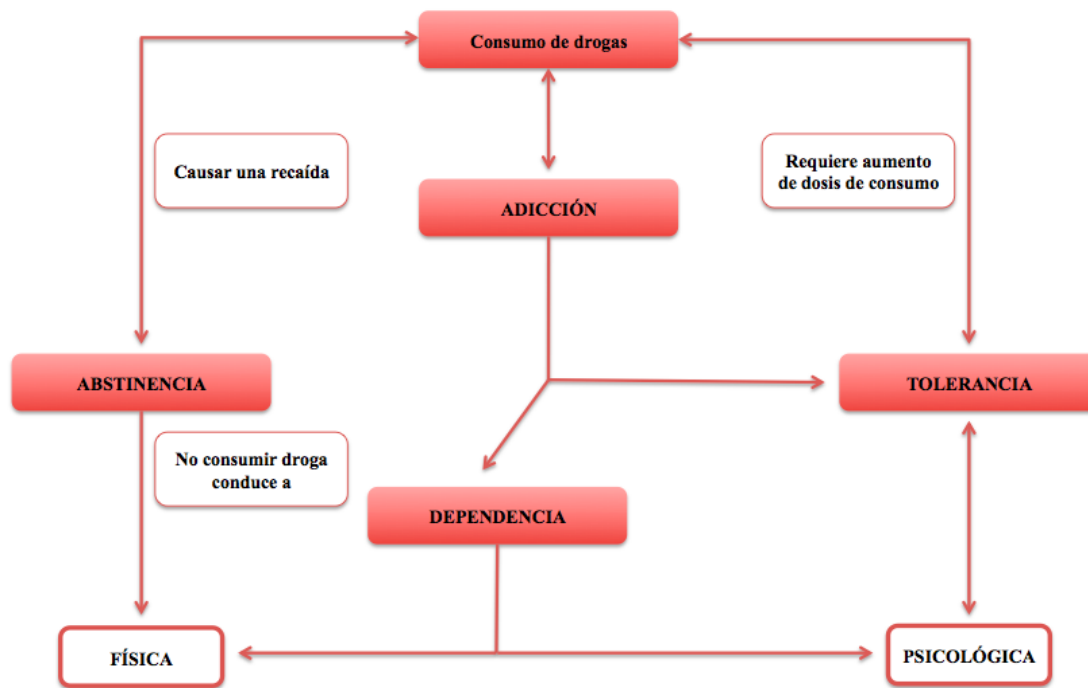 Consumo de drogas
Causar una recaída
Requiere aumento
de dosis de consumo
ADICCIÓN
ABSTINENCIA
TOLERANCIA
No consumir droga
conduce a
DEPENDENCIA
FÍSICA
PSICOLÓGICA